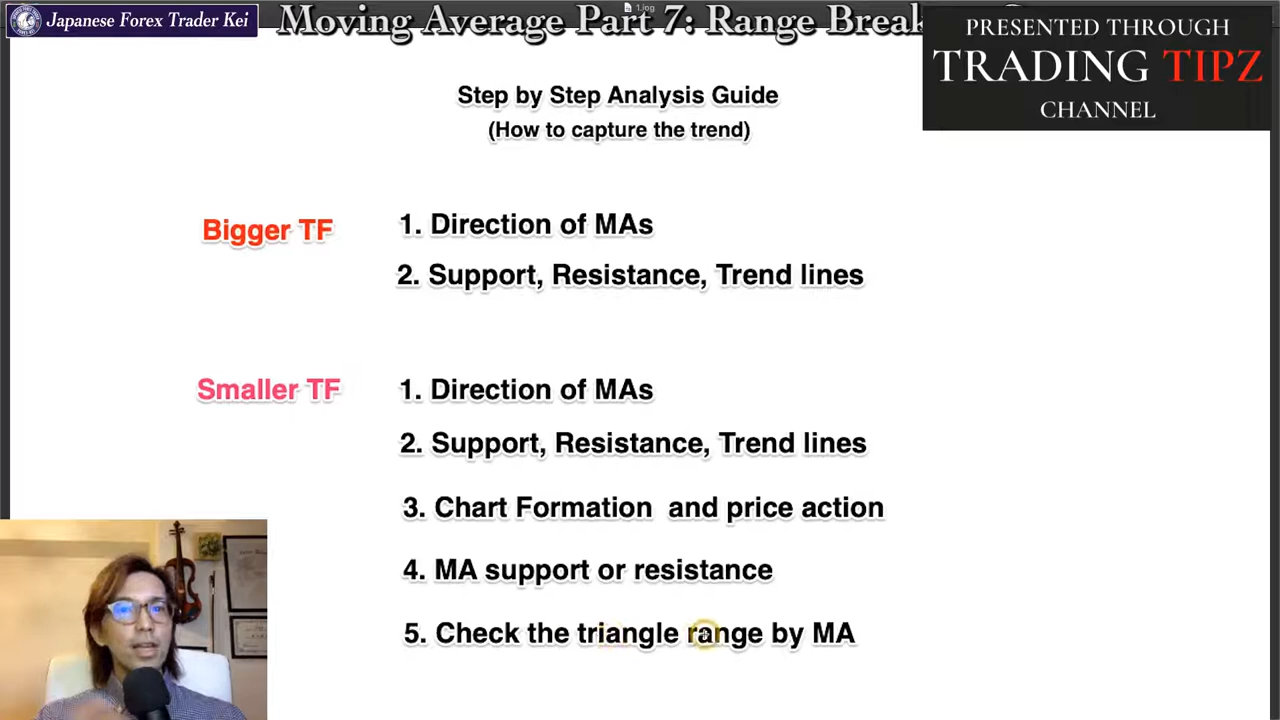 Japanese Forex Trader Kei
1.jog
Moving Average Part 7: Range Break
PRESENTED THROUGH
TRADING TIPZ
CHANNEL
Step by Step Analysis Guide
(How to capture the trend)
Bigger TF
1. Direction of MAs
2. Support, Resistance, Trend lines
Smaller TF
1. Direction of MAs
2. Support, Resistance, Trend lines
3. Chart Formation and price action
4. MA support or resistance
5. Check the triangle range by MA